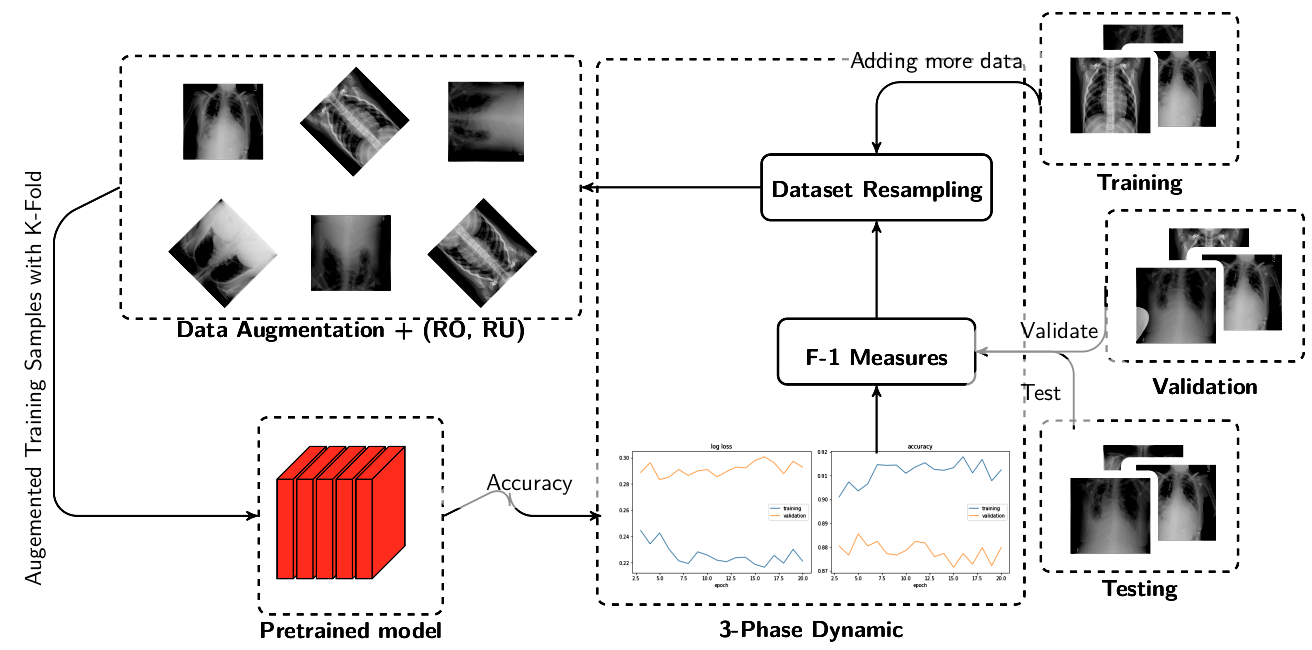 Adding more data
Training
Dataset Resampling
Augemented Training Samples with K-Fold
Data Augmentation + (RO, RU)
Validate
F-1 Measures
Validation
Test
Accuracy
log loss
0.30
0.28
0.26
0.24
0.22
training
validation
2.5 5.0 7.5 10.0 12.5 15.0 17.5 20.0
epoch
accuracy
0.92
0.91
0.90
0.89
0.88
0.87
training
validation
2.5 5.0 7.5 10.0 12.5 15.0 17.5 20.0
epoch
Testing
Pretrained model
3-Phase Dynamic